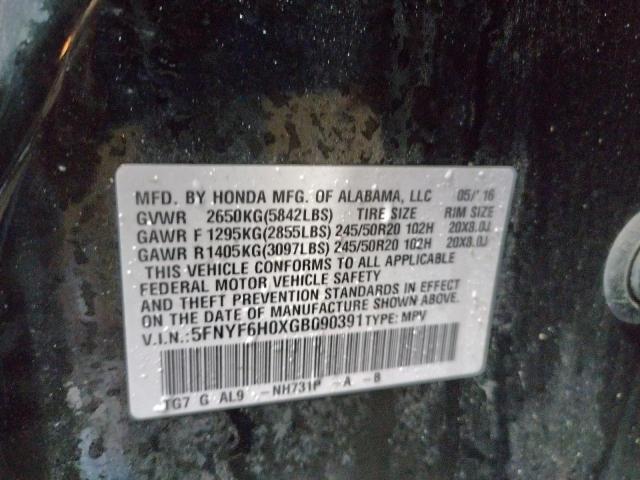 MFD. BY HONDA MFG. OF ALABAMA, LLC 05/'16
GVWR 2650KG(5842LBS) TIRE SIZE RIM SIZE
GAWR F 1295KG(2855LBS) 245/50R20 102H 20X8.0J
GAWR R 1405KG(3097LBS) 245/50R20 102H 20X8.0J
THIS VEHICLE CONFORMS TO ALL APPLICABLE
FEDERAL MOTOR VEHICLE SAFETY
AND THEFT PREVENTION STANDARDS IN EFFECT
ON THE DATE OF MANUFACTURE SHOWN ABOVE.
V.I.N.:5FNYF6H0XGB090391 TYPE: MPV
TG7 G AL9 -NH731P -A -B